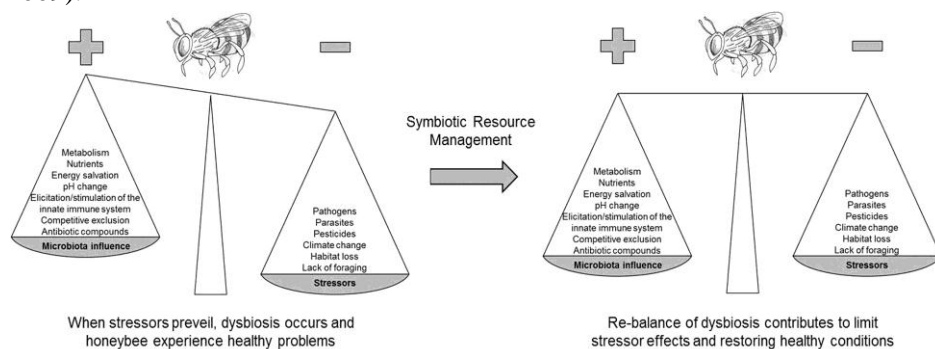 Metabolism
Nutrients
Energy salvation
pH change
Elicitation/stimulation of the
innate immune system
Competitive exclusion
Antibiotic compounds
Microbiota influence
Pathogens
Parasites
Pesticides
Climate change
Habitat loss
Lack of foraging
Stressors
When stressors preveil, dysbiosis occurs and
honeybee experience healthy problems
Symbiotic Resource
Management
Metabolism
Nutrients
Energy salvation
pH change
Elicitation/stimulation of the
innate immune system
Competitive exclusion
Antibiotic compounds
Microbiota influence
Pathogens
Parasites
Pesticides
Climate change
Habitat loss
Lack of foraging
Stressors
Re-balance of dysbiosis contributes to limit
stressor effects and restoring healthy conditions